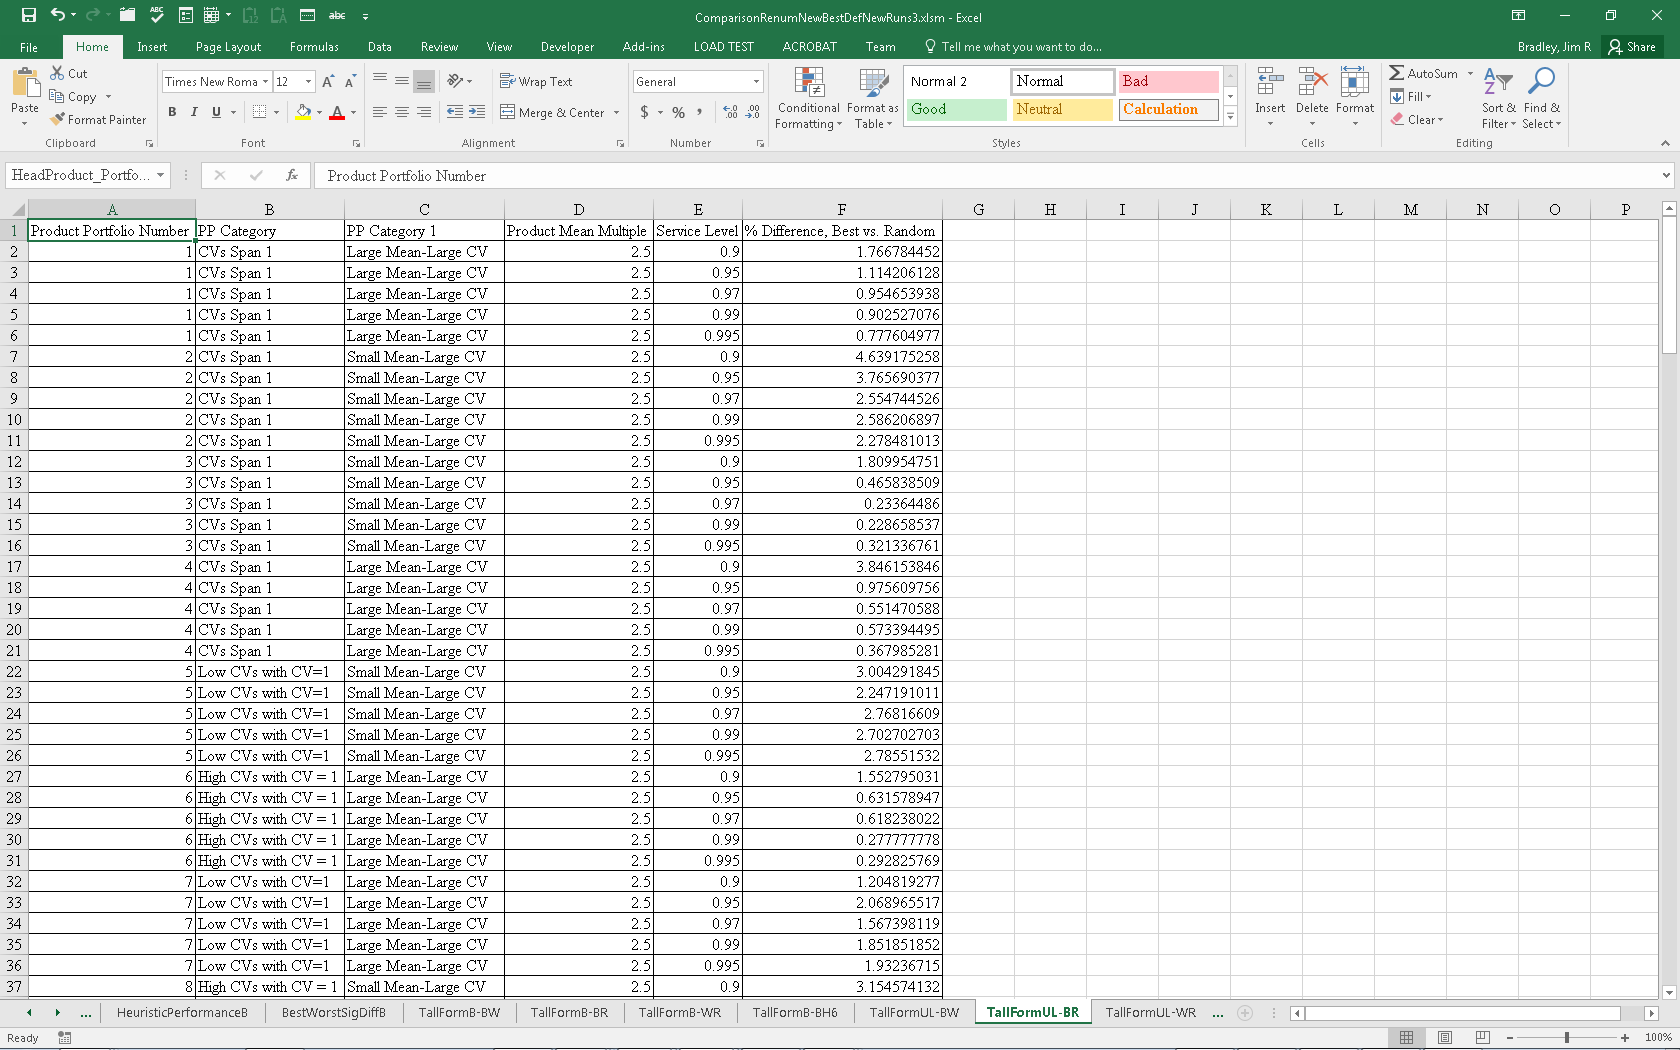 ComparisonRenumNewBestDefNewRuns3.xlsm - Excel
File Home Insert Page Layout Formulas Data Review View Developer Add-ins LOAD TEST ACROBAT Team Tell me what you want to do... Bradley, Jim R Share
Paste Cut Copy Format Painter Clipboard
Times New Roma 12 B I U Font
Wrap Text Merge & Center Alignment
General $ % , Number
Conditional Formatting Format as Table Normal 2 Normal Bad Good Neutral Calculation Styles
Insert Delete Format Cells
AutoSum Fill Clear Sort & Filter Find & Select Editing
HeadProduct_Portfo... fx Product Portfolio Number
A B C D E F G H I J K L M N O P
1 Product Portfolio Number PP Category PP Category 1 Product Mean Multiple Service Level % Difference, Best vs. Random
2 1 CVs Span 1 Large Mean-Large CV 2.5 0.9 1.766784452
3 1 CVs Span 1 Large Mean-Large CV 2.5 0.95 1.114206128
4 1 CVs Span 1 Large Mean-Large CV 2.5 0.97 0.954653938
5 1 CVs Span 1 Large Mean-Large CV 2.5 0.99 0.902527076
6 1 CVs Span 1 Large Mean-Large CV 2.5 0.995 0.777604977
7 2 CVs Span 1 Small Mean-Large CV 2.5 0.9 4.639175258
8 2 CVs Span 1 Small Mean-Large CV 2.5 0.95 3.765690377
9 2 CVs Span 1 Small Mean-Large CV 2.5 0.97 2.554744526
10 2 CVs Span 1 Small Mean-Large CV 2.5 0.99 2.586206897
11 2 CVs Span 1 Small Mean-Large CV 2.5 0.995 2.278481013
12 3 CVs Span 1 Small Mean-Large CV 2.5 0.9 1.809954751
13 3 CVs Span 1 Small Mean-Large CV 2.5 0.95 0.465838509
14 3 CVs Span 1 Small Mean-Large CV 2.5 0.97 0.23364486
15 3 CVs Span 1 Small Mean-Large CV 2.5 0.99 0.228658537
16 3 CVs Span 1 Small Mean-Large CV 2.5 0.995 0.321336761
17 4 CVs Span 1 Large Mean-Large CV 2.5 0.9 3.846153846
18 4 CVs Span 1 Large Mean-Large CV 2.5 0.95 0.975609756
19 4 CVs Span 1 Large Mean-Large CV 2.5 0.97 0.551470588
20 4 CVs Span 1 Large Mean-Large CV 2.5 0.99 0.573394495
21 4 CVs Span 1 Large Mean-Large CV 2.5 0.995 0.367985281
22 5 Low CVs with CV=1 Small Mean-Large CV 2.5 0.9 3.004291845
23 5 Low CVs with CV=1 Small Mean-Large CV 2.5 0.95 2.247191011
24 5 Low CVs with CV=1 Small Mean-Large CV 2.5 0.97 2.76816609
25 5 Low CVs with CV=1 Small Mean-Large CV 2.5 0.99 2.702702703
26 5 Low CVs with CV=1 Small Mean-Large CV 2.5 0.995 2.78551532
27 6 High CVs with CV = 1 Large Mean-Large CV 2.5 0.9 1.552795031
28 6 High CVs with CV = 1 Large Mean-Large CV 2.5 0.95 0.631578947
29 6 High CVs with CV = 1 Large Mean-Large CV 2.5 0.97 0.618238022
30 6 High CVs with CV = 1 Large Mean-Large CV 2.5 0.99 0.277777778
31 6 High CVs with CV = 1 Large Mean-Large CV 2.5 0.995 0.292825769
32 7 Low CVs with CV=1 Large Mean-Large CV 2.5 0.9 1.204819277
33 7 Low CVs with CV=1 Large Mean-Large CV 2.5 0.95 2.068965517
34 7 Low CVs with CV=1 Large Mean-Large CV 2.5 0.97 1.567398119
35 7 Low CVs with CV=1 Large Mean-Large CV 2.5 0.99 1.851851852
36 7 Low CVs with CV=1 Large Mean-Large CV 2.5 0.995 1.93236715
37 8 High CVs with CV = 1 Small Mean-Large CV 2.5 0.9 3.154574132
... HeuristicPerformanceB BestWorstSigDiffB TallFormB-BW TallFormB-BR TallFormB-WR TallFormB-BH6 TallFormUL-BW TallFormUL-BR TallFormUL-WR ...
Ready 100%